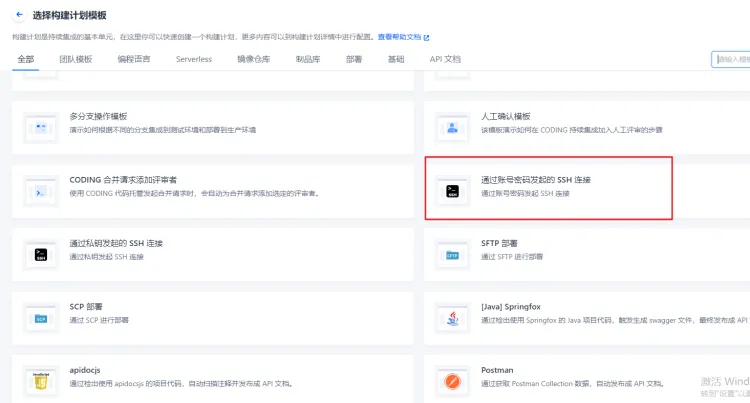 选择构建计划模板
构建计划是持续集成的基本单元，在这里你可以快速创建一个构建计划，更多内容可以到构建计划详情中进行配置。查看帮助文档
全部 团队模板 编程语言 Serverless 镜像仓库 制品库 部署 基础 API 文档
请输入模板
多分支操作模板
演示如何根据不同的分支集成到测试环境和部署到生产环境
人工确认模板
该模板演示如何在 CODING 持续集成加入人工评审的步骤
CODING 合并请求添加评审者
使用 CODING 代码托管发起合并请求时，会自动为合并请求添加选定的评审者。
SSH
通过账号密码发起的 SSH 连接
通过账号密码发起 SSH 连接
SSH
通过私钥发起的 SSH 连接
通过私钥发起 SSH 连接
SFTP
SFTP 部署
通过 SFTP 进行部署
SCP
SCP 部署
通过 SCP 进行部署
[Java] Springfox
通过检出使用 Springfox 的 Java 项目代码，触发生成 swagger 文件，最终发布成 API
JavaScript
JS
apidocjs
通过检出使用 apidocjs 的项目代码，自动扫描注释并发布成 API 文档。
Postman
通过获取 Postman Collection 数据，自动发布成 API 文档。
激活 Wind
转到"设置"以